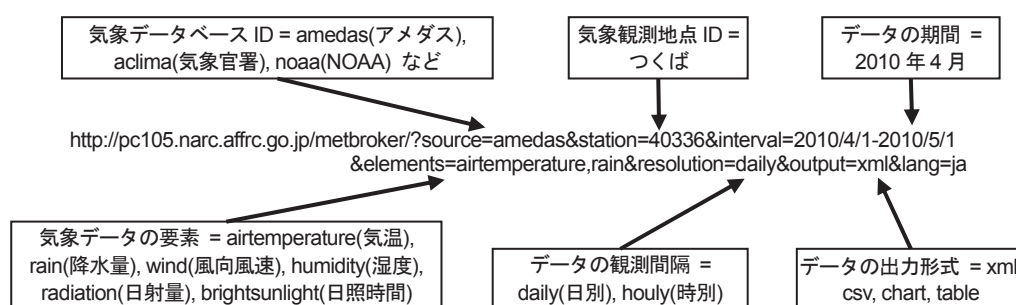 気象データベース ID = amedas(アメダス),
aclima(気象官署), noaa(NOAA) など
気象観測地点 ID =
つくば
データの期間 =
2010 年 4 月
http://pc105.narc.affrc.go.jp/metbroker/?source=amedas&station=40336&interval=2010/4/1-2010/5/1
&elements=airtemperature,rain&resolution=daily&output=xml&lang=ja
気象データの要素 = airtemperature(気温),
rain(降水量), wind(風向風速), humidity(湿度),
radiation(日射量), brightsunlight(日照時間)
データの観測間隔 =
daily(日別), houly(時別)
データの出力形式 = xml
csv, chart, table